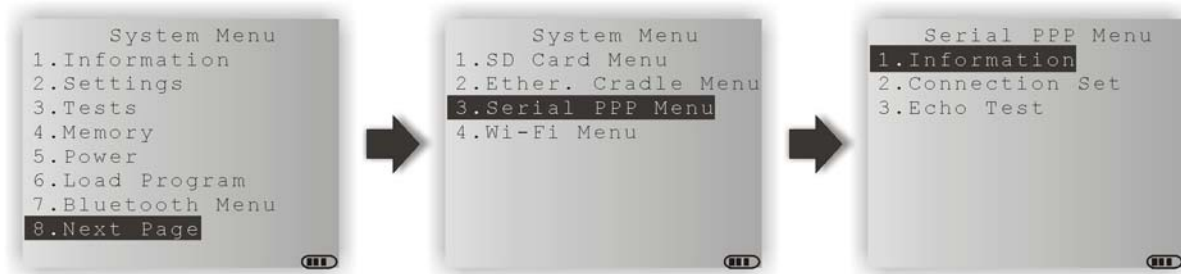 System Menu
1.Information
2.Settings
3.Tests
4.Memory
5.Power
6.Load Program
7.Bluetooth Menu
8.Next Page
System Menu
1.SD Card Menu
2.Ether. Cradle Menu
3.Serial PPP Menu
4.Wi-Fi Menu
Serial PPP Menu
1.Information
2.Connection Set
3.Echo Test